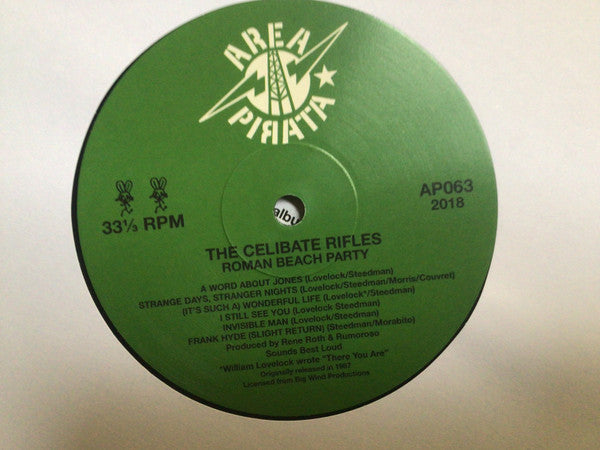 AREA
PIRATA
33⅓ RPM
AP063
2018
albu
THE CELIBATE RIFLES
ROMAN BEACH PARTY
A WORD ABOUT JONES (Lovelock/Steedman)
STRANGE DAYS, STRANGER NIGHTS (Lovelock/Steedman/Morris/Couvret)
(IT'S SUCH A) WONDERFUL LIFE (Lovelock*/Steedman)
I STILL SEE YOU (Lovelock Steedman)
INVISIBLE MAN (Lovelock/Steedman)
FRANK HYDE (SLIGHT RETURN) (Steedman/Morabito)
Produced by Rene Roth & Rumoroso
Sounds Best Loud
*William Lovelock wrote "There You Are"
Originally released in 1987
Licensed from Big Wind Productions